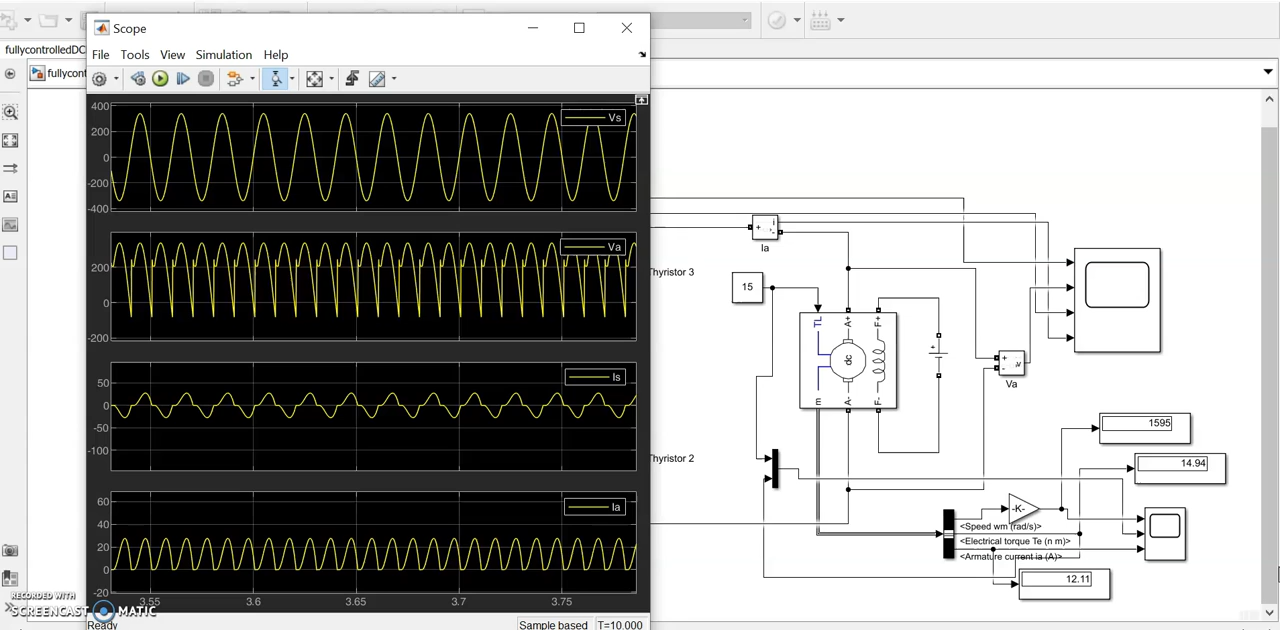 Scope
File Tools View Simulation Help
fullycontrolledDC
fullycont
400
200
0
-200
-400
Vs
200
0
-200
Va
50
0
-50
-100
Is
60
40
20
0
-20
Ia
3.55 3.6 3.65 3.7 3.75
Ready
Sample based
T=10.000
RECORDED WITH
SCREENCAST MATIC
+ i -
Ia
Thyristor 3
15
TL
A+
F+
dc
m
A-
F-
+
+ v -
Va
1595
Thyristor 2
14.94
-K-
<Speed wm (rad/s)>
<Electrical torque Te (n m)>
<Armature current ia (A)>
12.11